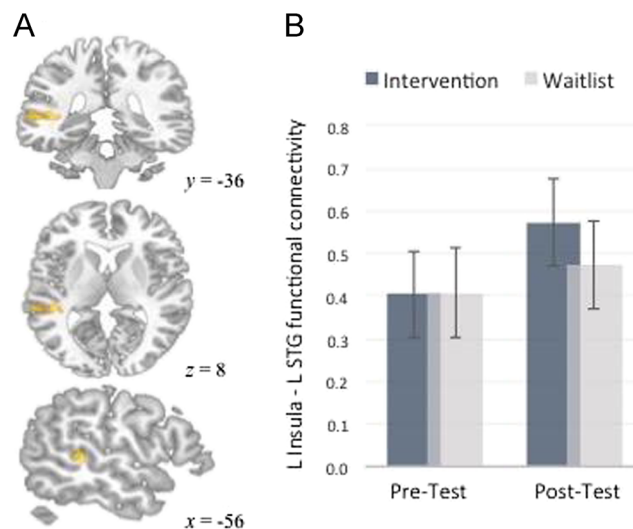 A
y = -36
z = 8
x = -56
B
Intervention Waitlist
L Insula - L STG functional connectivity
0.8
0.7
0.6
0.5
0.4
0.3
0.2
0.1
0.0
Pre-Test Post-Test